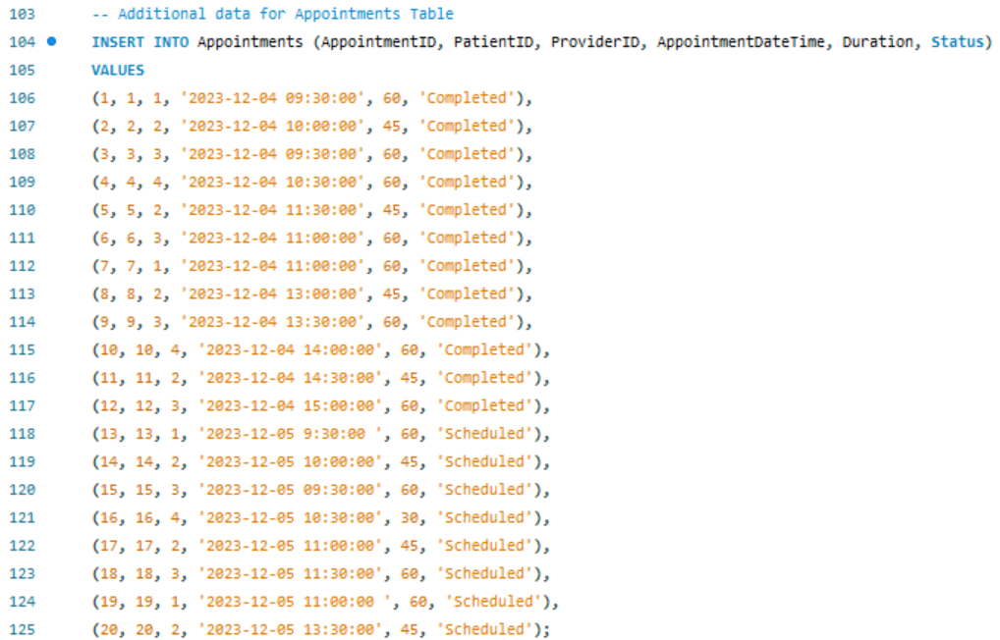 103 -- Additional data for Appointments Table
104 INSERT INTO Appointments (AppointmentID, PatientID, ProviderID, AppointmentDateTime, Duration, Status)
105 VALUES
106 (1, 1, 1, '2023-12-04 09:30:00', 60, 'Completed'),
107 (2, 2, 2, '2023-12-04 10:00:00', 45, 'Completed'),
108 (3, 3, 3, '2023-12-04 09:30:00', 60, 'Completed'),
109 (4, 4, 4, '2023-12-04 10:30:00', 60, 'Completed'),
110 (5, 5, 2, '2023-12-04 11:30:00', 45, 'Completed'),
111 (6, 6, 3, '2023-12-04 11:00:00', 60, 'Completed'),
112 (7, 7, 1, '2023-12-04 11:00:00', 60, 'Completed'),
113 (8, 8, 2, '2023-12-04 13:00:00', 45, 'Completed'),
114 (9, 9, 3, '2023-12-04 13:30:00', 60, 'Completed'),
115 (10, 10, 4, '2023-12-04 14:00:00', 60, 'Completed'),
116 (11, 11, 2, '2023-12-04 14:30:00', 45, 'Completed'),
117 (12, 12, 3, '2023-12-04 15:00:00', 60, 'Completed'),
118 (13, 13, 1, '2023-12-05 9:30:00 ', 60, 'Scheduled'),
119 (14, 14, 2, '2023-12-05 10:00:00', 45, 'Scheduled'),
120 (15, 15, 3, '2023-12-05 09:30:00', 60, 'Scheduled'),
121 (16, 16, 4, '2023-12-05 10:30:00', 30, 'Scheduled'),
122 (17, 17, 2, '2023-12-05 11:00:00', 45, 'Scheduled'),
123 (18, 18, 3, '2023-12-05 11:30:00', 60, 'Scheduled'),
124 (19, 19, 1, '2023-12-05 11:00:00 ', 60, 'Scheduled'),
125 (20, 20, 2, '2023-12-05 13:30:00', 45, 'Scheduled');